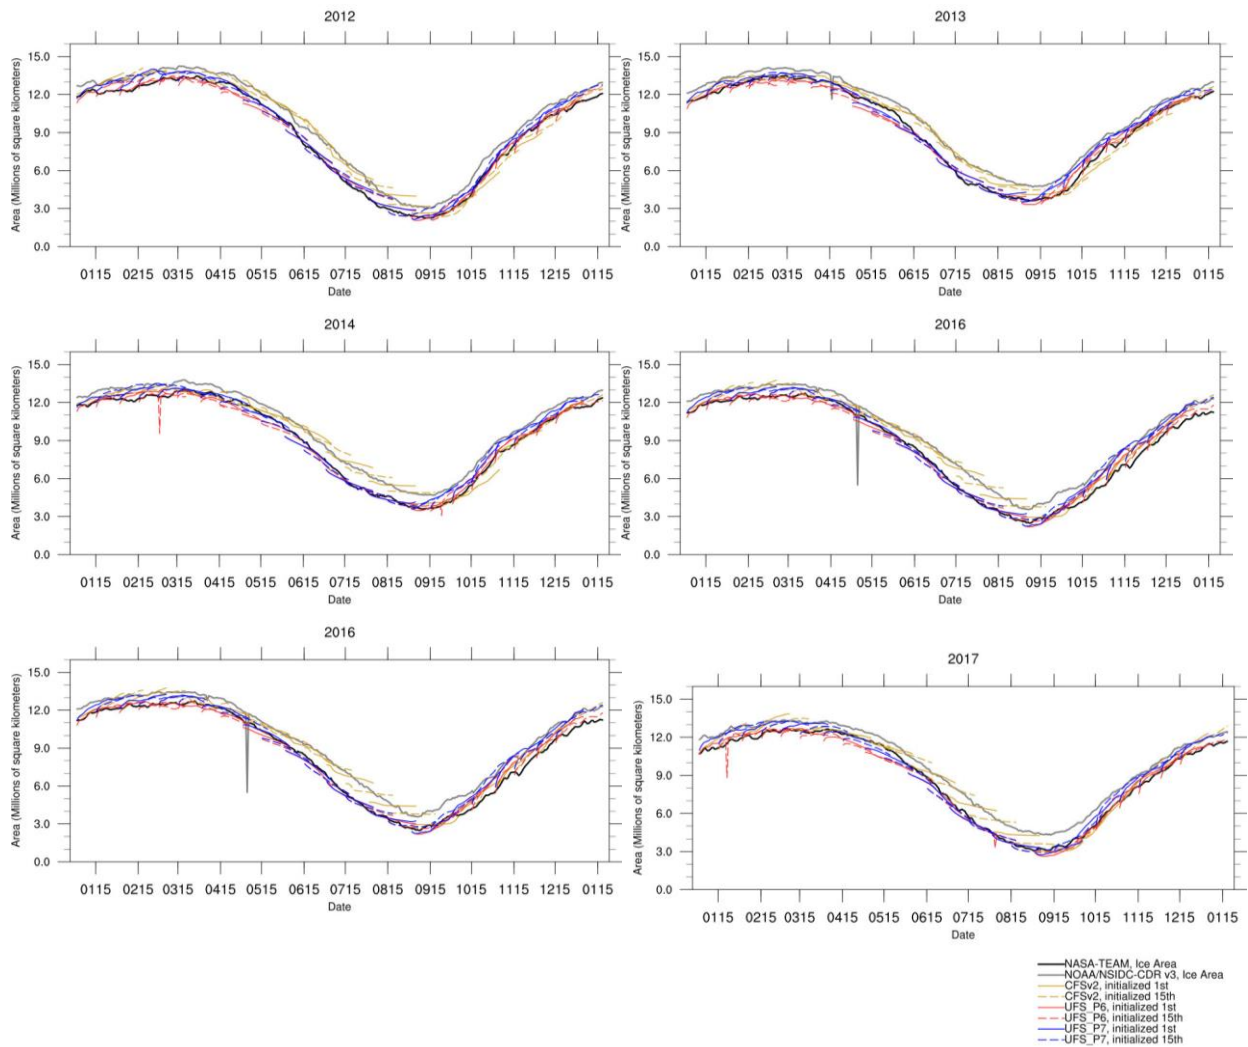 2012
Area (Millions of square kilometers)
15.0
12.0
9.0
6.0
3.0
0.0
0115 0215 0315 0415 0515 0615 0715 0815 0915 1015 1115 1215 0115
Date
2013
Area (Millions of square kilometers)
15.0
12.0
9.0
6.0
3.0
0.0
0115 0215 0315 0415 0515 0615 0715 0815 0915 1015 1115 1215 0115
Date
2014
Area (Millions of square kilometers)
15.0
12.0
9.0
6.0
3.0
0.0
0115 0215 0315 0415 0515 0615 0715 0815 0915 1015 1115 1215 0115
Date
2016
Area (Millions of square kilometers)
15.0
12.0
9.0
6.0
3.0
0.0
0115 0215 0315 0415 0515 0615 0715 0815 0915 1015 1115 1215 0115
Date
2016
Area (Millions of square kilometers)
15.0
12.0
9.0
6.0
3.0
0.0
0115 0215 0315 0415 0515 0615 0715 0815 0915 1015 1115 1215 0115
Date
2017
Area (Millions of square kilometers)
15.0
12.0
9.0
6.0
3.0
0.0
0115 0215 0315 0415 0515 0615 0715 0815 0915 1015 1115 1215 0115
Date
NASA-TEAM, Ice Area
NOAA/NSIDC-CDR v3, Ice Area
CFSv2, initialized 1st
CFSv2, initialized 15th
UFS_P6, initialized 1st
UFS_P6, initialized 15th
UFS_P7, initialized 1st
UFS_P7, initialized 15th